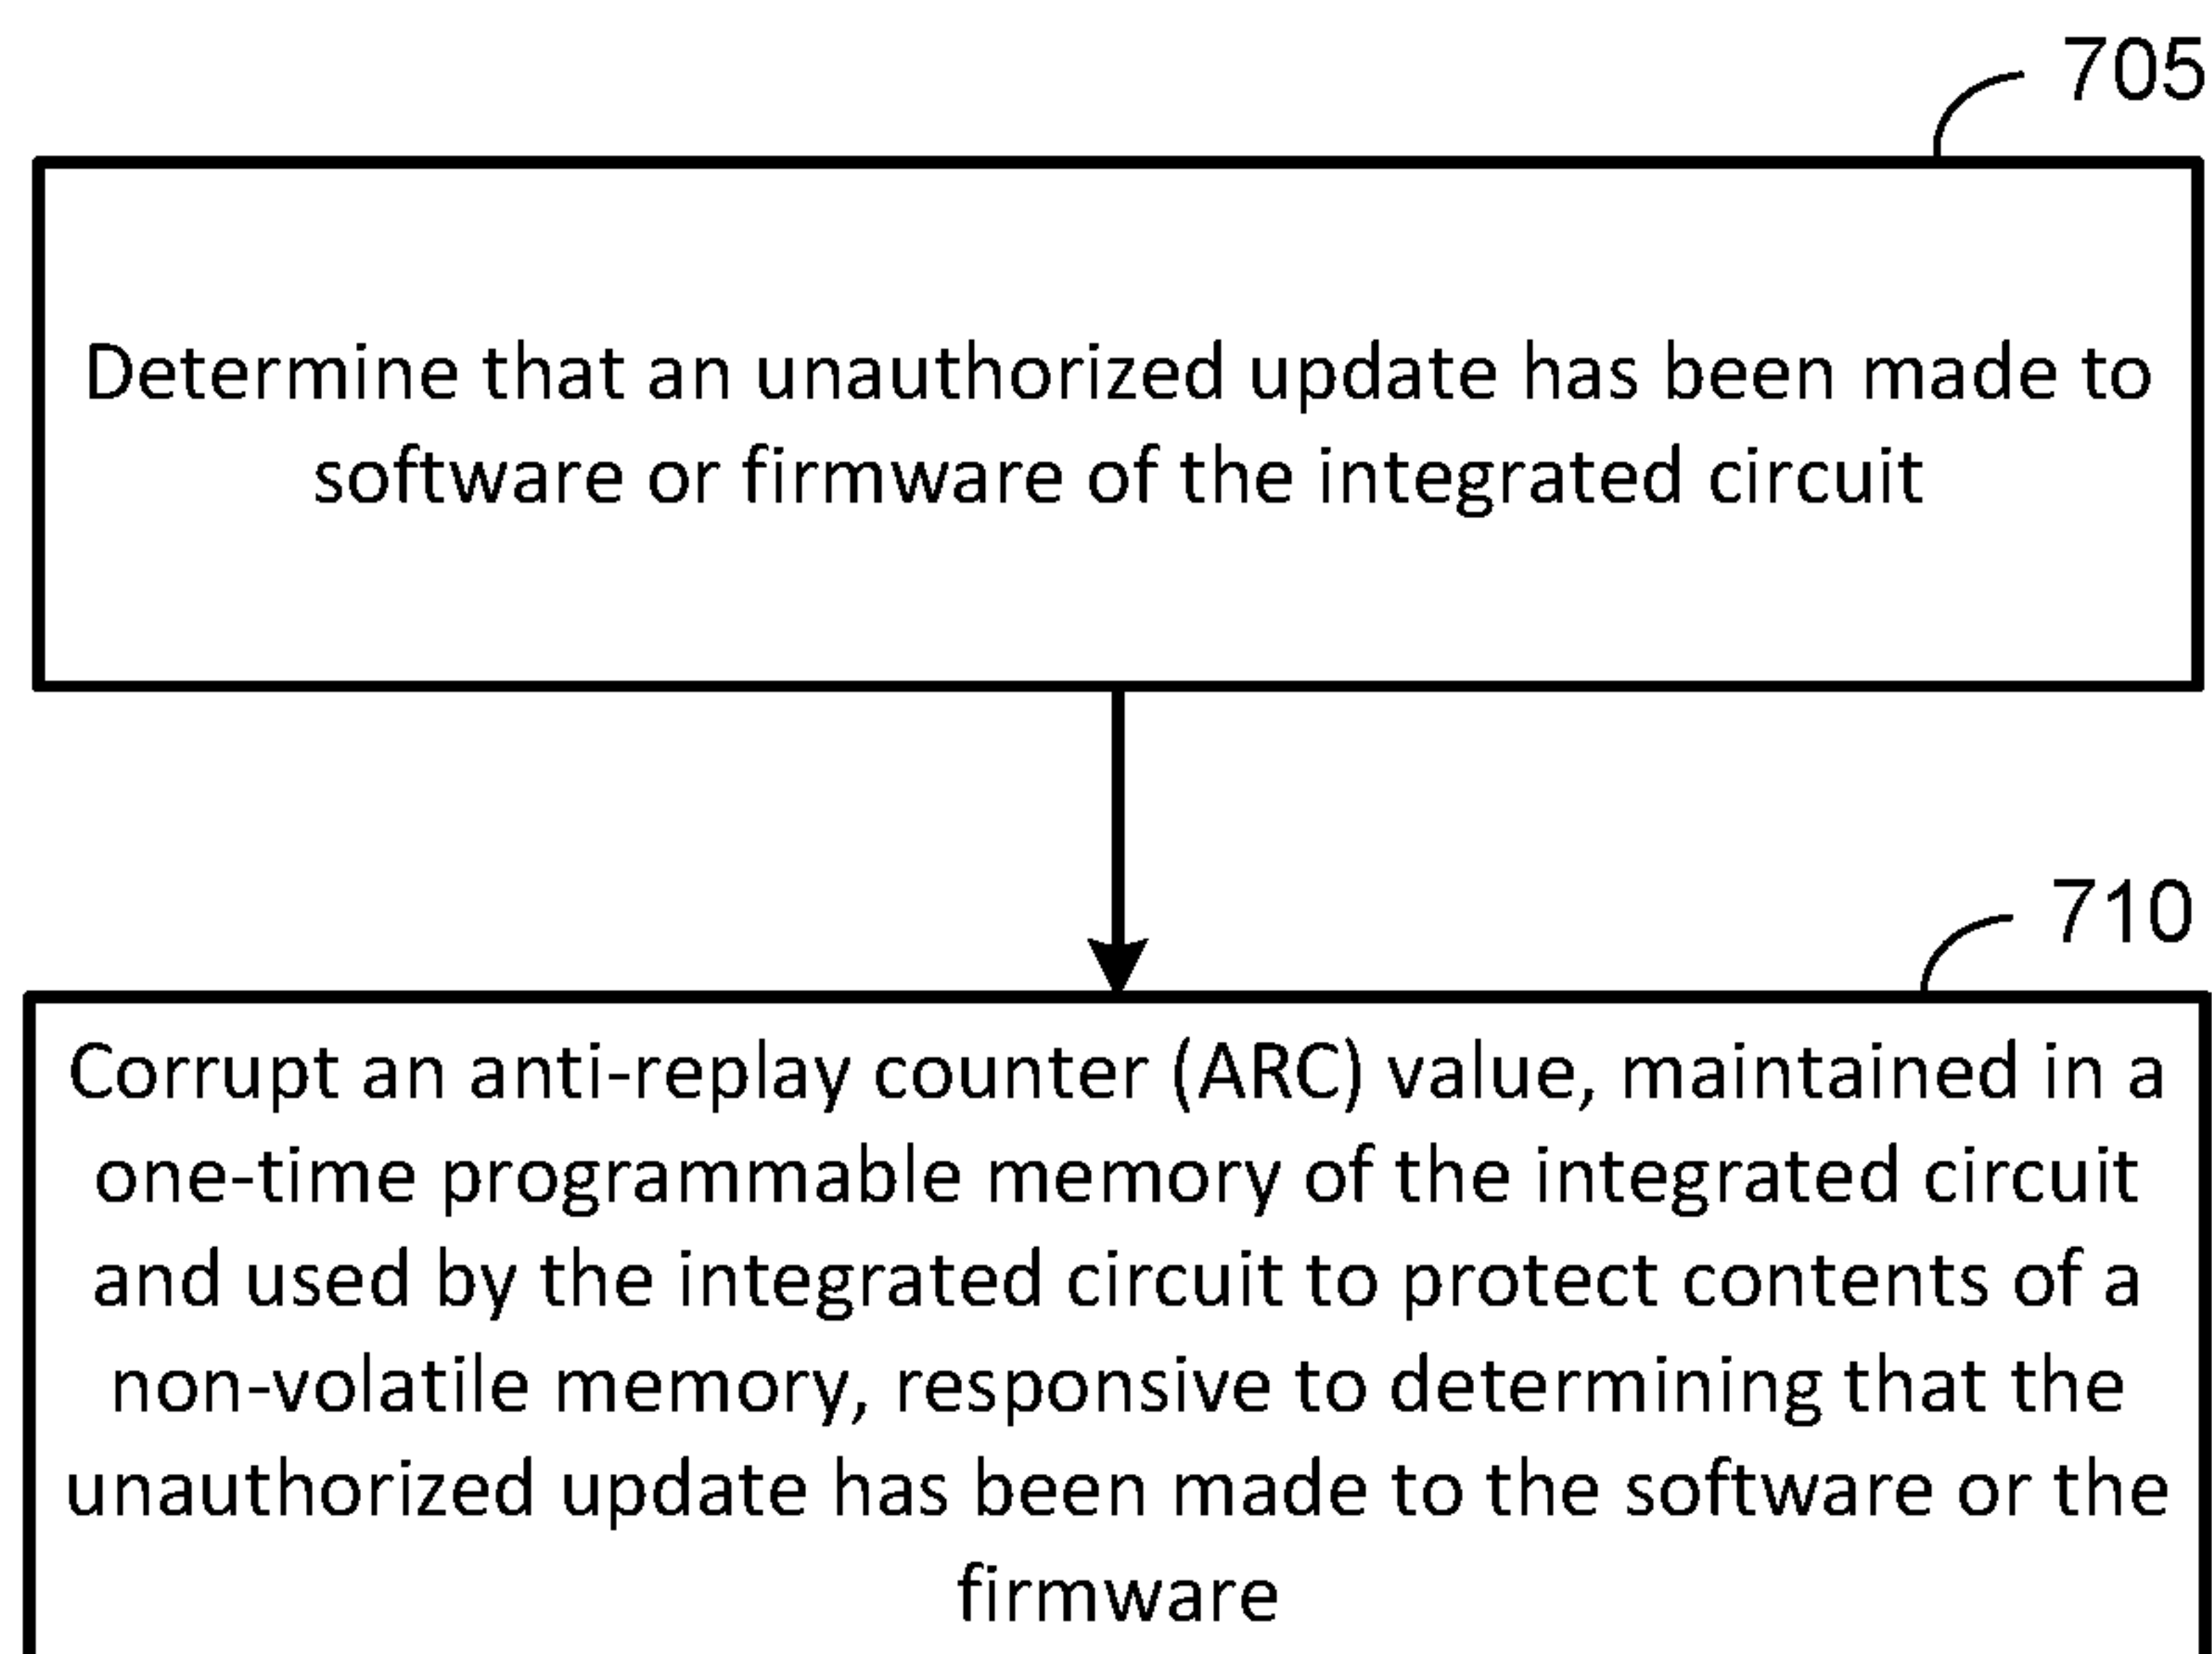 705
Determine that an unauthorized update has been made to
software or firmware of the integrated circuit
710
Corrupt an anti-replay counter (ARC) value, maintained in a
one-time programmable memory of the integrated circuit
and used by the integrated circuit to protect contents of a
non-volatile memory, responsive to determining that the
unauthorized update has been made to the software or the
firmware